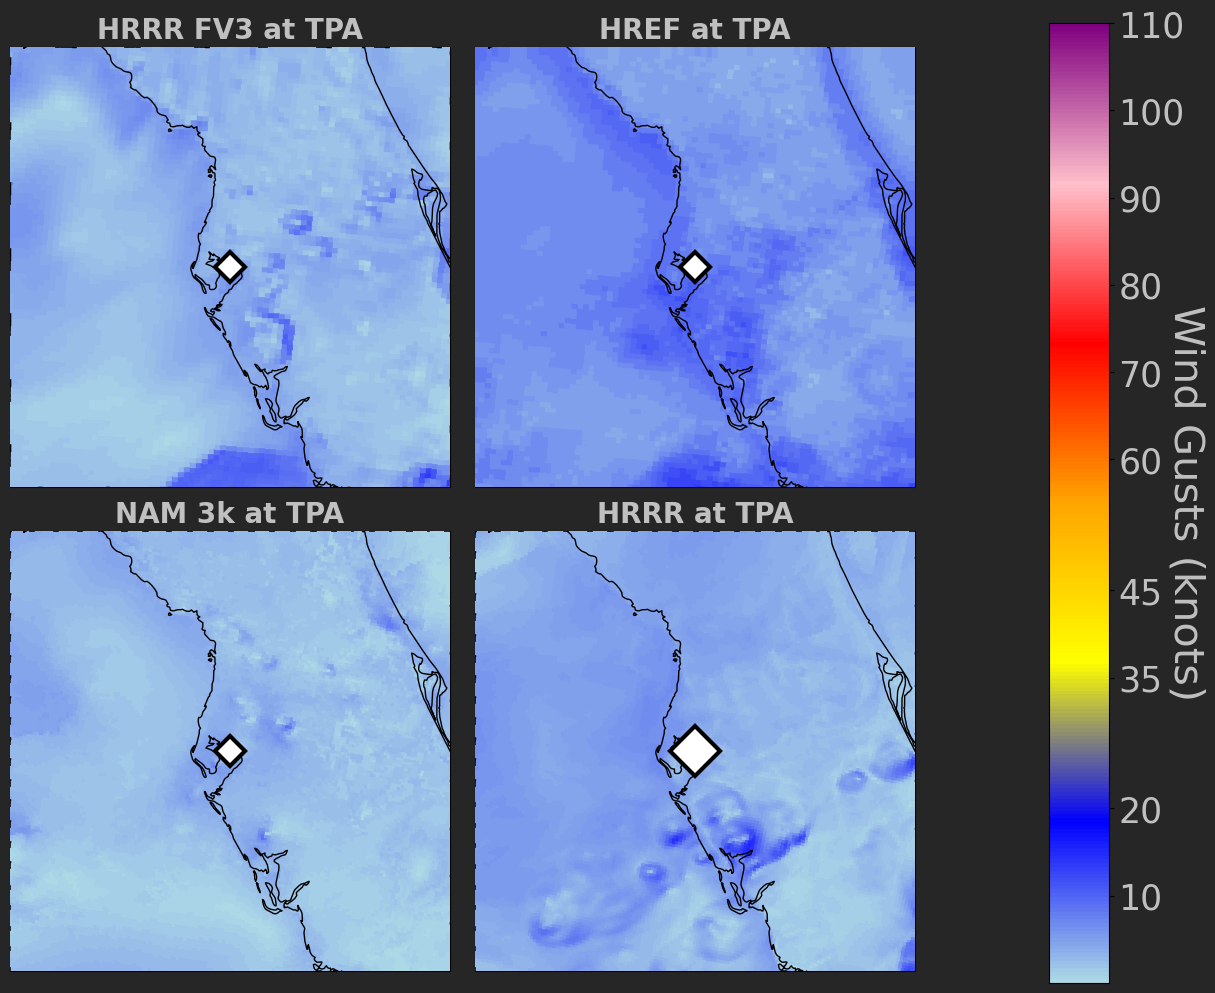 HRRR FV3 at TPA
HREF at TPA
NAM 3k at TPA
HRRR at TPA
110
100
90
80
70
60
45
35
20
10
Wind Gusts (knots)